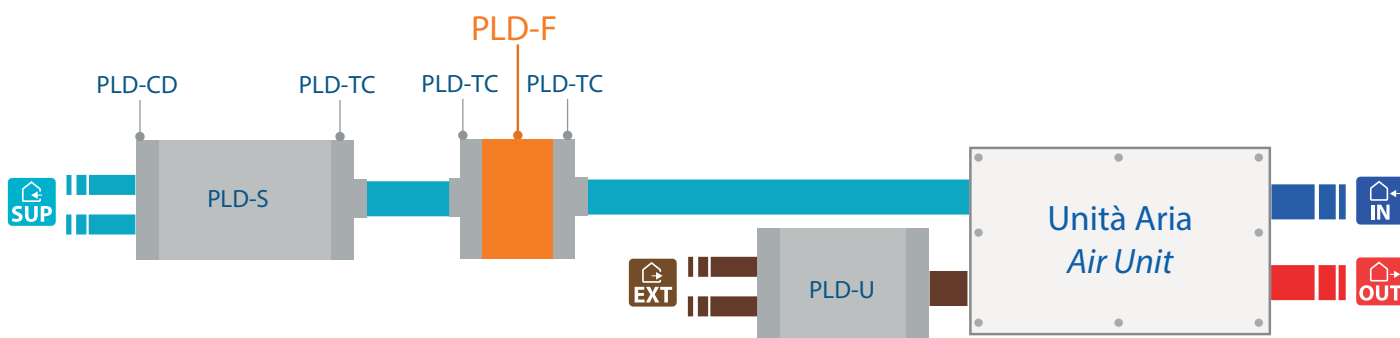 PLD-F
PLD-CD
PLD-TC
PLD-TC
PLD-TC
PLD-S
SUP
Unità Aria
Air Unit
IN
EXT
PLD-U
OUT